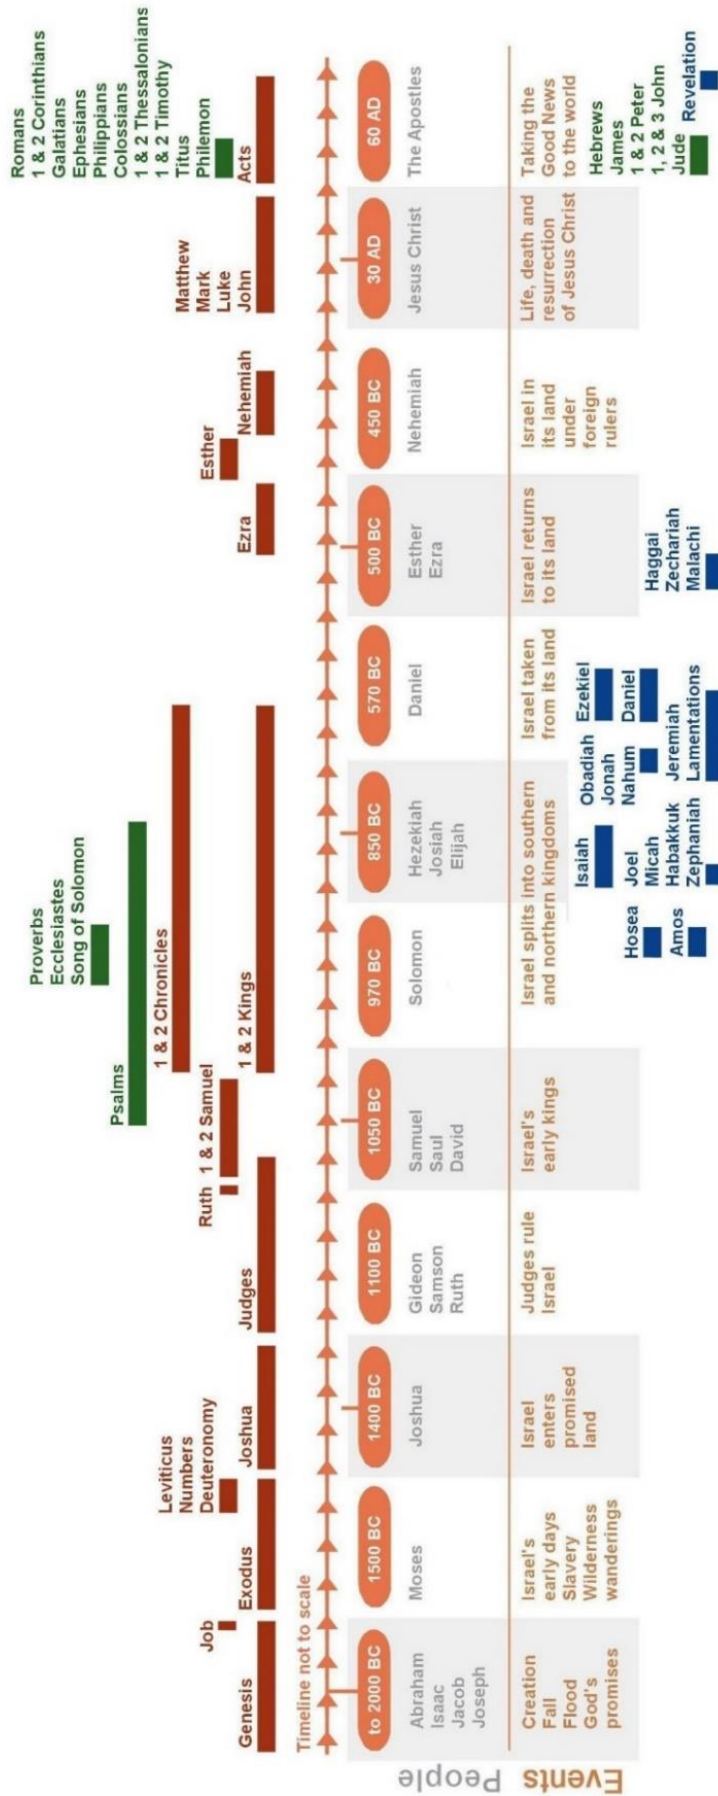 Proverbs
Ecclesiastes
Song of Solomon
Psalms
1 & 2 Chronicles
Leviticus
Numbers
Deuteronomy
Job
Ruth
1 & 2 Samuel
Genesis
Exodus
Joshua
Judges
1 & 2 Kings
Ezra
Esther
Nehemiah
Matthew
Mark
Luke
John
Romans
1 & 2 Corinthians
Galatians
Ephesians
Philippians
Colossians
1 & 2 Thessalonians
1 & 2 Timothy
Titus
Philemon
Acts
Timeline not to scale
to 2000 BC
1500 BC
1400 BC
1100 BC
1050 BC
970 BC
850 BC
570 BC
500 BC
450 BC
30 AD
60 AD
People
Abraham
Isaac
Jacob
Joseph
Moses
Joshua
Gideon
Samson
Ruth
Samuel
Saul
David
Solomon
Hezekiah
Josiah
Elijah
Daniel
Esther
Ezra
Nehemiah
Jesus Christ
The Apostles
Events
Creation
Fall
Flood
God's
promises
Israel's
early days
Slavery
Wilderness
wanderings
Israel
enters
promised
land
Judges rule
Israel
Israel's
early kings
Israel splits into southern
and northern kingdoms
Israel taken
from its land
Israel returns
to its land
Israel in
its land
under
foreign
rulers
Life, death and
resurrection
of Jesus Christ
Taking the
Good News
to the world
Hosea
Amos
Isaiah
Joel
Micah
Habakkuk
Zephaniah
Obadiah
Jonah
Nahum
Ezekiel
Daniel
Jeremiah
Lamentations
Haggai
Zechariah
Malachi
Hebrews
James
1 & 2 Peter
1, 2 & 3 John
Jude
Revelation